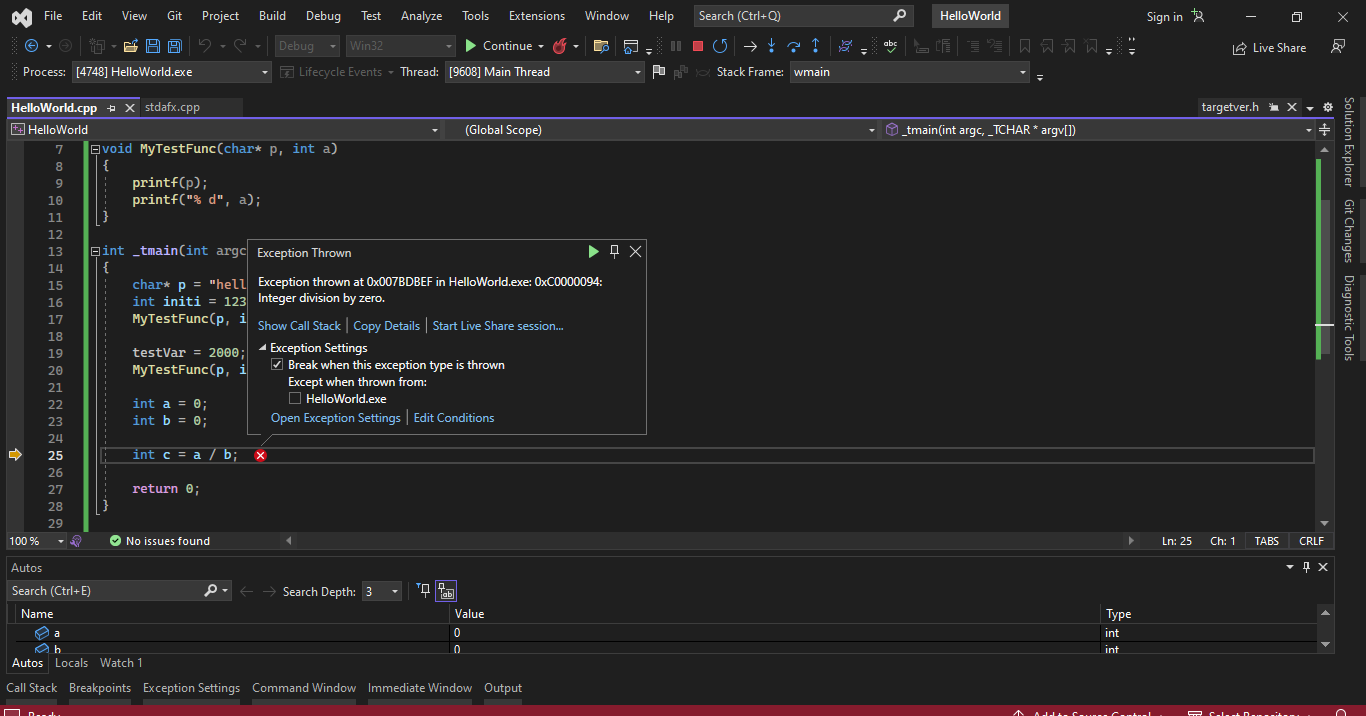 File Edit View Git Project Build Debug Test Analyze Tools Extensions Window Help Search (Ctrl+Q) HelloWorld Sign in
Debug Win32 Continue abc Live Share
Process: [4748] HelloWorld.exe Lifecycle Events Thread: [9608] Main Thread Stack Frame: wmain
HelloWorld.cpp stdafx.cpp targetver.h
HelloWorld (Global Scope) _tmain(int argc, _TCHAR * argv[])
7 void MyTestFunc(char* p, int a)
8 {
9 printf(p);
10 printf("% d", a);
11 }
12
13 int _tmain(int argc
14 {
15 char* p = "hell
16 int initi = 123
17 MyTestFunc(p, i
18
19 testVar = 2000;
20 MyTestFunc(p, i
21
22 int a = 0;
23 int b = 0;
24
25 int c = a / b;
26
27 return 0;
28 }
29
Exception Thrown
Exception thrown at 0x007BDBEF in HelloWorld.exe: 0xC0000094:
Integer division by zero.
Show Call Stack | Copy Details | Start Live Share session...
Exception Settings
Break when this exception type is thrown
Except when thrown from:
HelloWorld.exe
Open Exception Settings | Edit Conditions
Solution Explorer
Git Changes
Diagnostic Tools
100 % No issues found Ln: 25 Ch: 1 TABS CRLF
Autos
Search (Ctrl+E) Search Depth: 3
Name Value Type
a 0 int
b 0 int
Autos Locals Watch 1
Call Stack Breakpoints Exception Settings Command Window Immediate Window Output
Ready Add to Source Control Select Repository